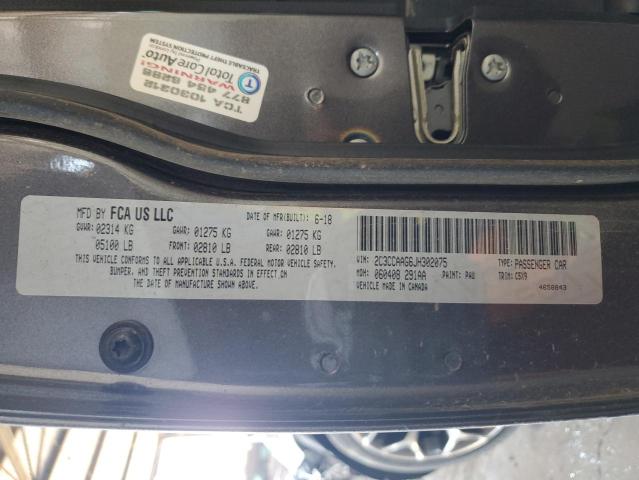 TRACEABLE THEFT PROTECTION SYSTEM
Total Care Auto
WARNING!
877 454 8288
TCA 1030312
MFD BY FCA US LLC
DATE OF MFR(BUILT): 6-18
GVWR: 02314 KG GAWR: 01275 KG GAWR: 01275 KG
05100 LB FRONT: 02810 LB REAR: 02810 LB
THIS VEHICLE CONFORMS TO ALL APPLICABLE U.S.A. FEDERAL MOTOR VEHICLE SAFETY,
BUMPER, AND THEFT PREVENTION STANDARDS IN EFFECT ON
THE DATE OF MANUFACTURE SHOWN ABOVE.
VIN: 2C3CCAAG6JH302075 TYPE: PASSENGER CAR
MDH: 060408 291AA PAINT: PAU TRIM: C5X9
VEHICLE MADE IN CANADA 4658843